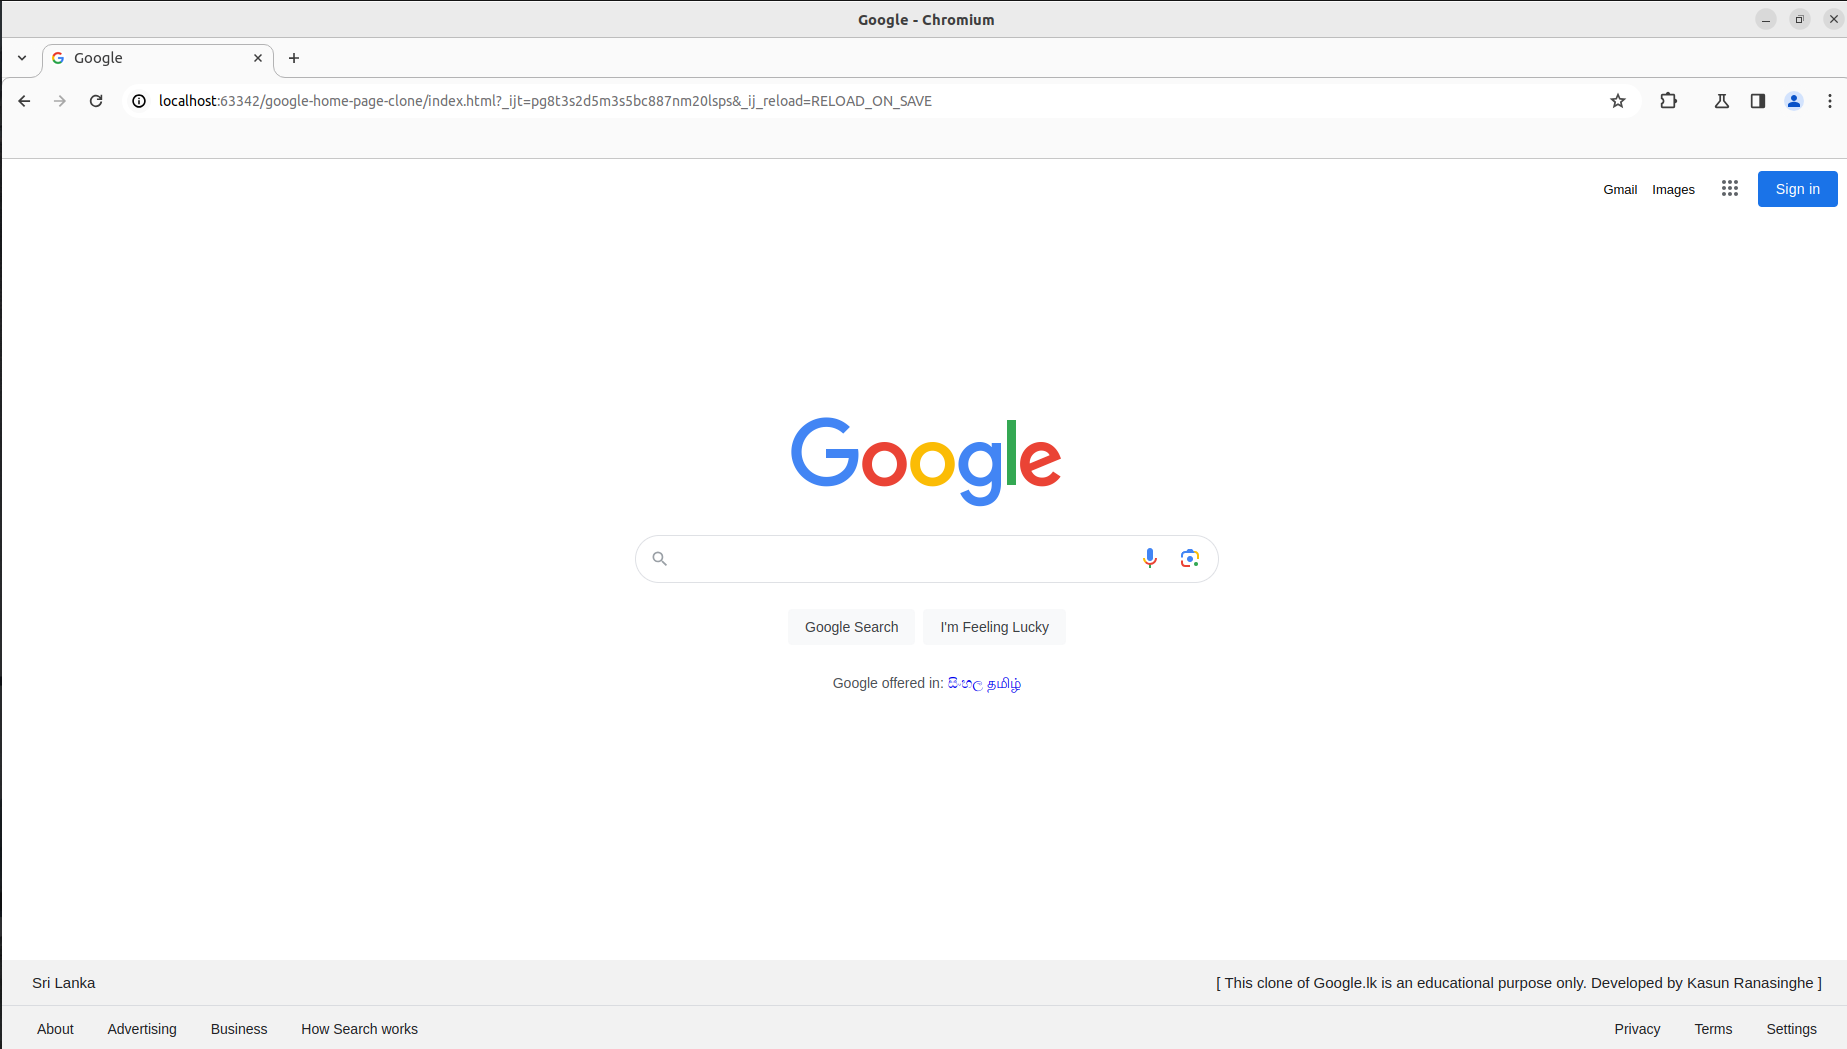 Google - Chromium
Google
localhost:63342/google-home-page-clone/index.html?_ijt=pg8t3s2d5m3s5bc887nm20lsps&_ij_reload=RELOAD_ON_SAVE
Gmail Images Sign in
Google
Google Search I'm Feeling Lucky
Google offered in: සිංහල தமிழ்
Sri Lanka [ This clone of Google.lk is an educational purpose only. Developed by Kasun Ranasinghe ]
About Advertising Business How Search works Privacy Terms Settings